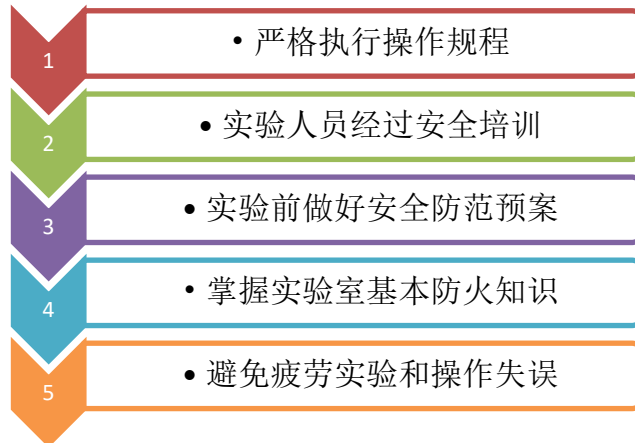 1
• 严格执行操作规程
2
• 实验人员经过安全培训
3
• 实验前做好安全防范预案
4
• 掌握实验室基本防火知识
5
• 避免疲劳实验和操作失误